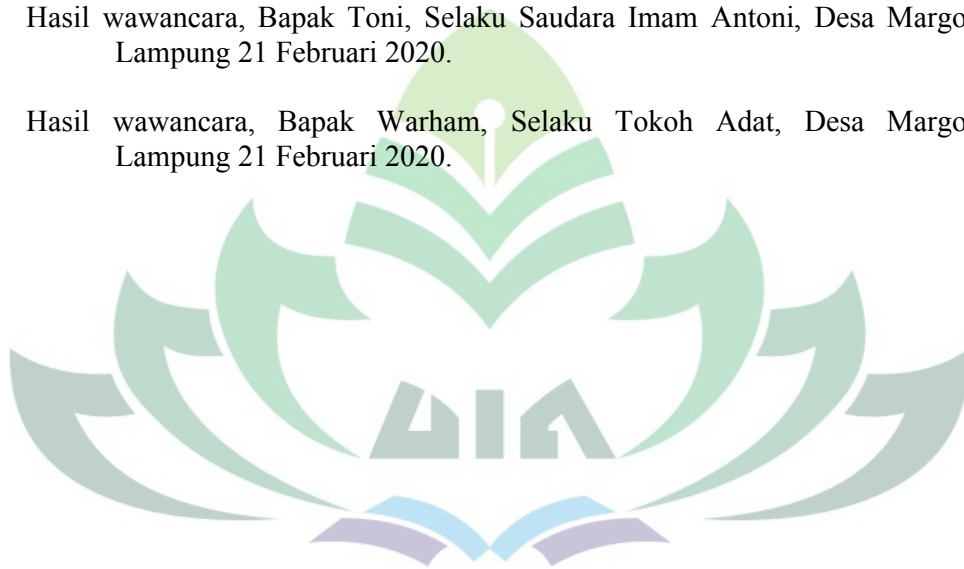 Hasil wawancara, Bapak Toni, Selaku Saudara Imam Antoni, Desa Margo
Lampung 21 Februari 2020.
Hasil wawancara, Bapak Warham, Selaku Tokoh Adat, Desa Margo
Lampung 21 Februari 2020.
UIN